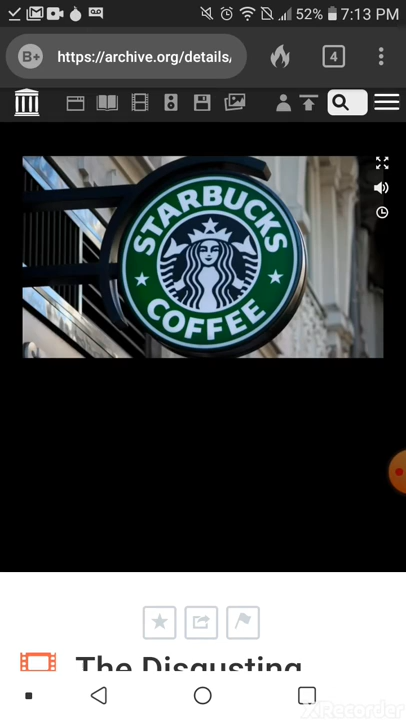 52% 7:13 PM
B+ https://archive.org/details/ 4
STARBUCKS
COFFEE
The Disgusting
XRecorder